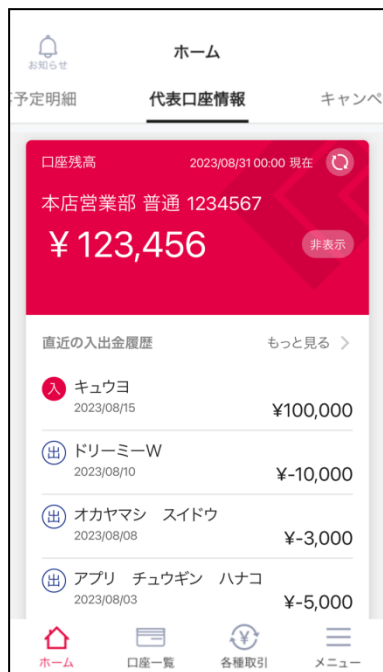 お知らせ
ホーム
予定明細 代表口座情報 キャンペ
口座残高 2023/08/31 00:00 現在
本店営業部 普通 1234567
¥123,456 非表示
直近の入出金履歴 もっと見る
入 キュウヨ
2023/08/15 ¥100,000
出 ドリーミーW
2023/08/10 ¥-10,000
出 オカヤマシ スイドウ
2023/08/08 ¥-3,000
出 アプリ チュウギン ハナコ
2023/08/03 ¥-5,000
ホーム 口座一覧 各種取引 メニュー